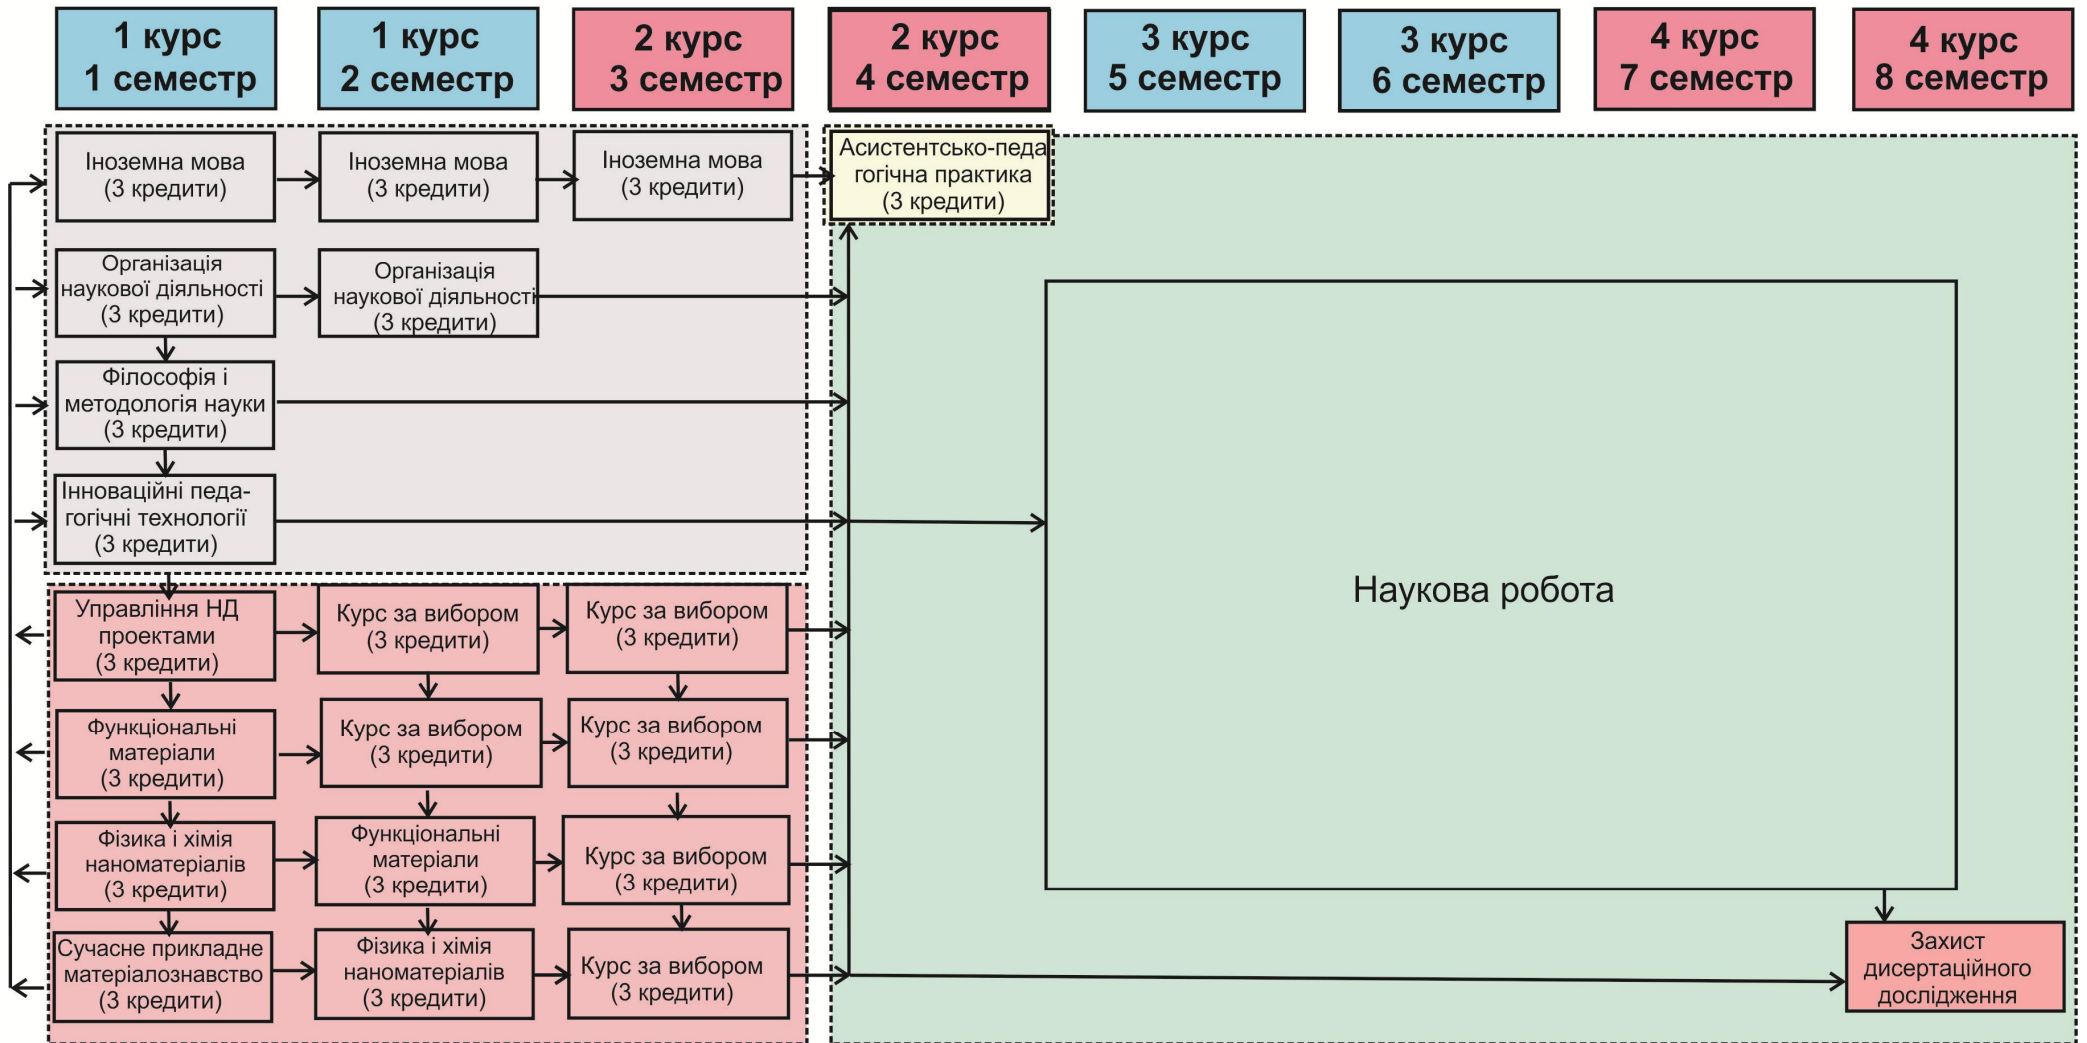 1 курс
1 семестр
1 курс
2 семестр
2 курс
3 семестр
2 курс
4 семестр
3 курс
5 семестр
3 курс
6 семестр
4 курс
7 семестр
4 курс
8 семестр
Іноземна мова
(3 кредити)
Іноземна мова
(3 кредити)
Іноземна мова
(3 кредити)
Асистентсько-педа
гогічна практика
(3 кредити)
Організація
наукової діяльності
(3 кредити)
Організація
наукової діяльності
(3 кредити)
Філософія і
методологія науки
(3 кредити)
Інноваційні педа-
гогічні технології
(3 кредити)
Управління НД
проектами
(3 кредити)
Курс за вибором
(3 кредити)
Курс за вибором
(3 кредити)
Наукова робота
Функціональні
матеріали
(3 кредити)
Курс за вибором
(3 кредити)
Курс за вибором
(3 кредити)
Фізика і хімія
наноматеріалів
(3 кредити)
Функціональні
матеріали
(3 кредити)
Курс за вибором
(3 кредити)
Сучасне прикладне
матеріалознавство
(3 кредити)
Фізика і хімія
наноматеріалів
(3 кредити)
Курс за вибором
(3 кредити)
Захист
дисертаційного
дослідження